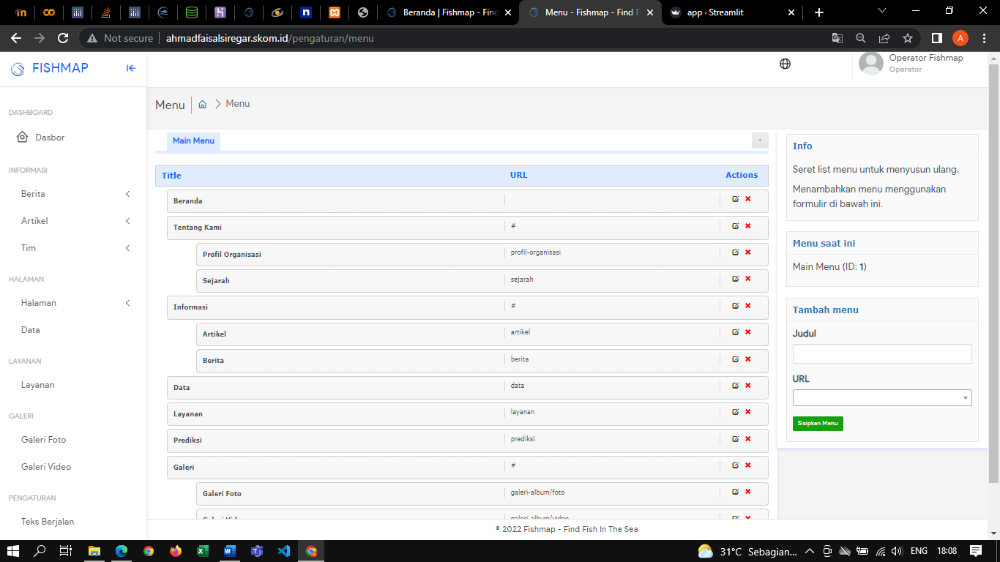 Beranda | Fishmap - Find
Menu - Fishmap - Find F
app · Streamlit
Not secure
ahmadfaisalsiregar.skom.id/pengaturan/menu
A
FISHMAP
Operator Fishmap
Operator
DASHBOARD
Dasbor
INFORMASI
Berita
Artikel
Tim
HALAMAN
Halaman
Data
LAYANAN
Layanan
GALERI
Galeri Foto
Galeri Video
PENGATURAN
Teks Berjalan
Menu
Menu
Main Menu
Title URL Actions
Beranda
Tentang Kami #
Profil Organisasi profil-organisasi
Sejarah sejarah
Informasi #
Artikel artikel
Berita berita
Data data
Layanan layanan
Prediksi prediksi
Galeri #
Galeri Foto galeri-album/foto
Galeri Video galeri-album/video
Info
Seret list menu untuk menyusun ulang,
Menambahkan menu menggunakan
formulir di bawah ini.
Menu saat ini
Main Menu (ID: 1)
Tambah menu
Judul
URL
Sisipkan Menu
© 2022 Fishmap - Find Fish In The Sea
31°C Sebagian... ENG 18:08